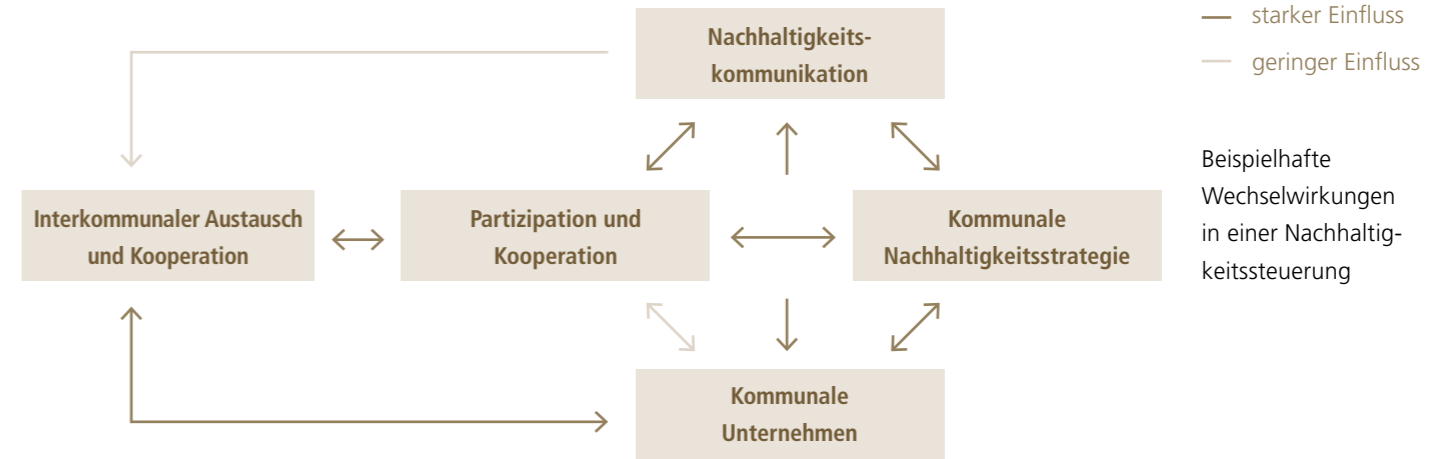 Nachhaltigkeits-
kommunikation
starker Einfluss
geringer Einfluss
Beispielhafte
Wechselwirkungen
in einer Nachhaltig-
keitssteuerung
Interkommunaler Austausch
und Kooperation
Partizipation und
Kooperation
Kommunale
Nachhaltigkeitsstrategie
Kommunale
Unternehmen